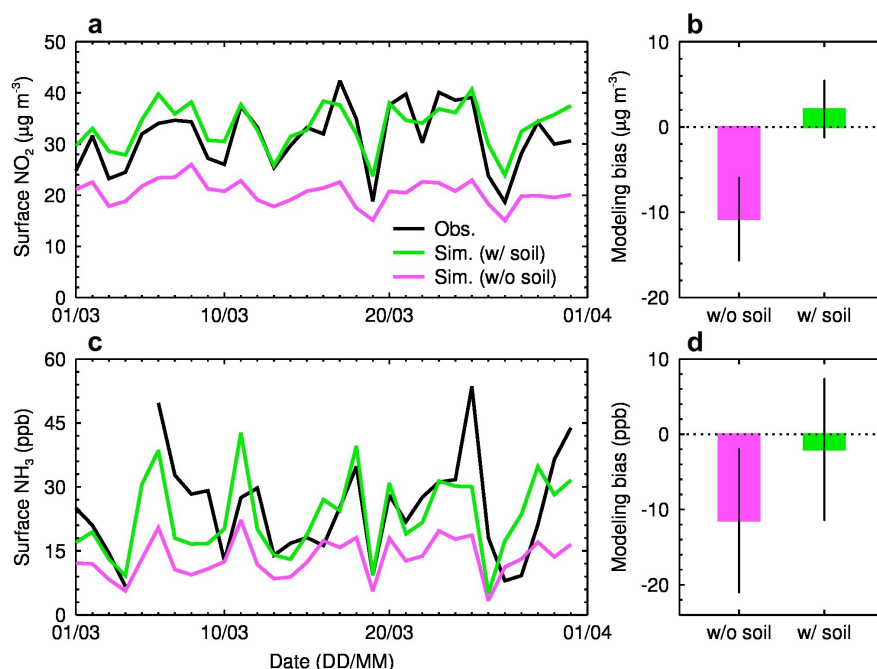 a
Surface NO2 (µg m-3)
50
40
30
20
10
0
Obs.
Sim. (w/ soil)
Sim. (w/o soil)
01/03
10/03
20/03
01/04
b
Modeling bias (µg m-3)
10
0
-10
-20
w/o soil
w/ soil
c
Surface NH3 (ppb)
60
45
30
15
0
01/03
10/03
20/03
01/04
Date (DD/MM)
d
Modeling bias (ppb)
10
0
-10
-20
w/o soil
w/ soil